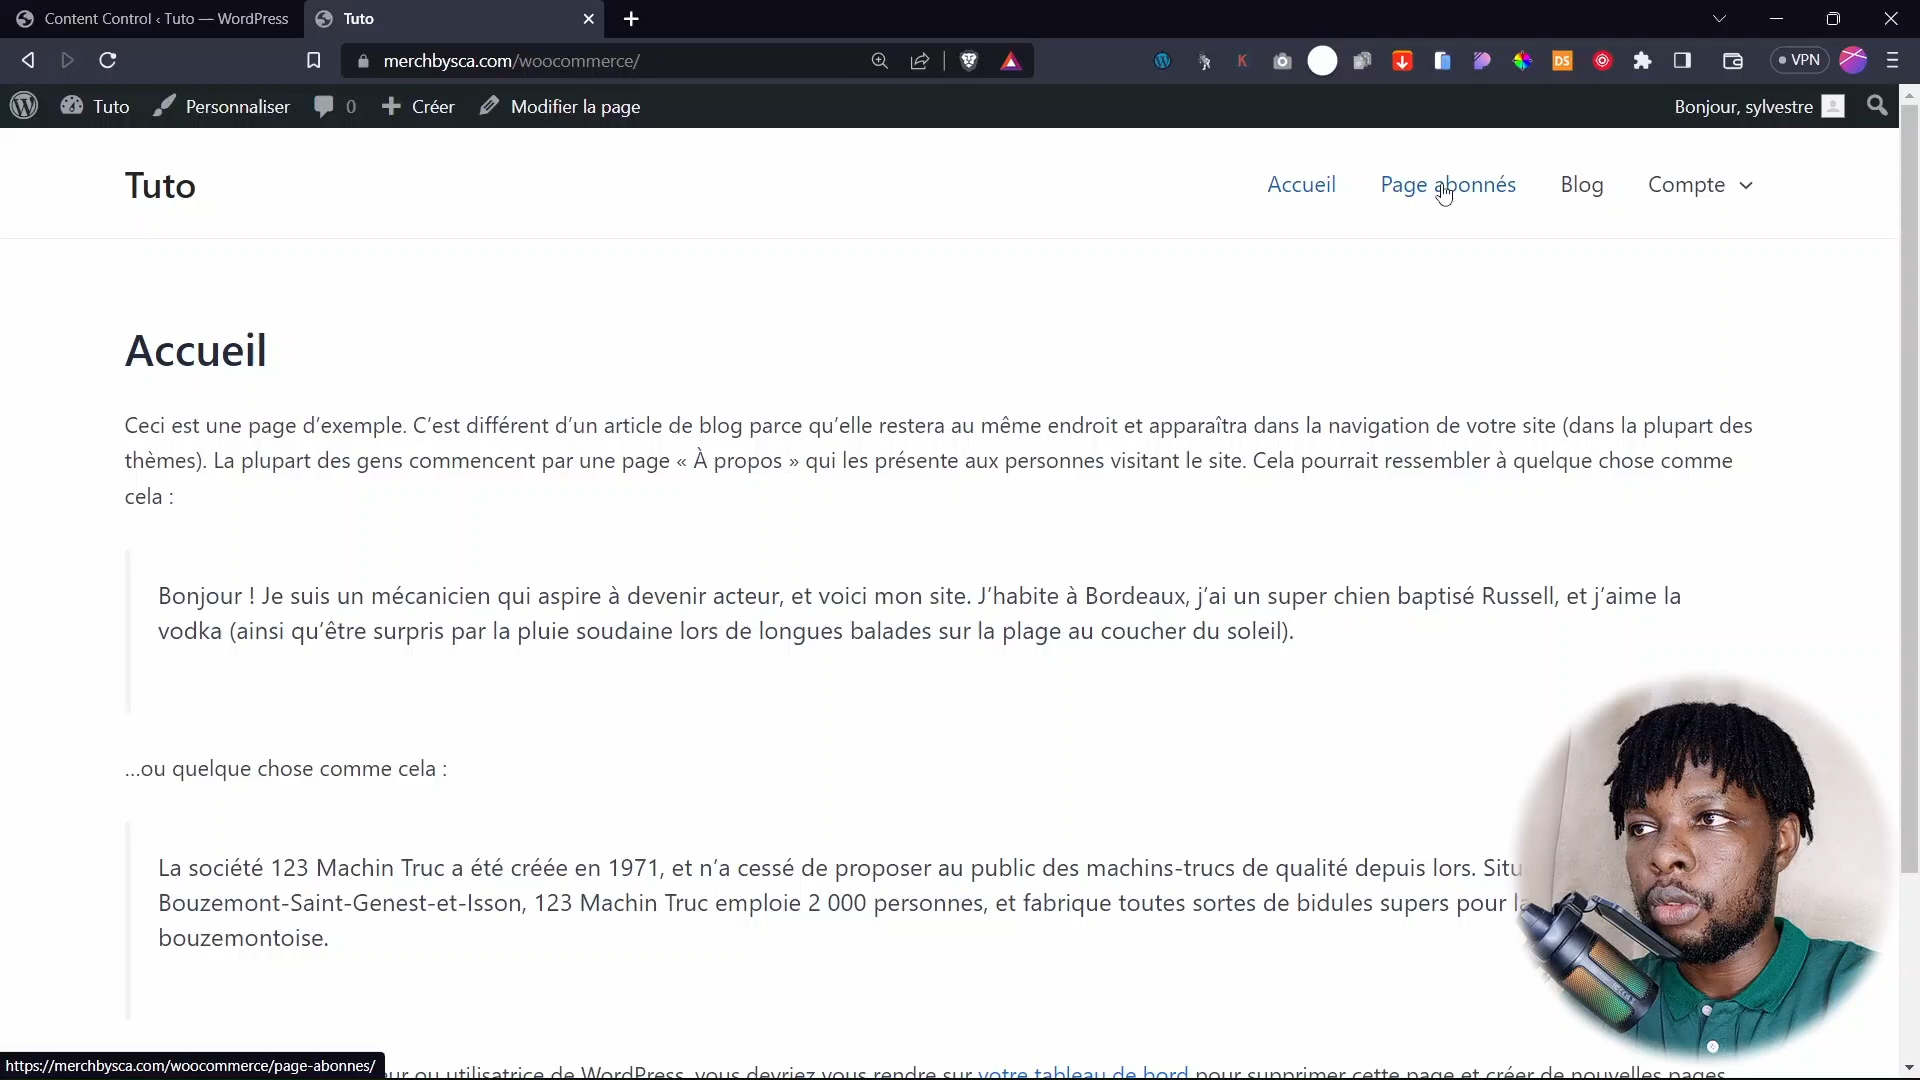 Content Control ‹ Tuto — WordPress
Tuto
merchbysca.com/woocommerce/
K
DS
VPN
Tuto
Personnaliser
0
Créer
Modifier la page
Bonjour, sylvestre
Tuto
Accueil
Page abonnés
Blog
Compte
Accueil
Ceci est une page d’exemple. C’est différent d’un article de blog parce qu’elle restera au même endroit et apparaîtra dans la navigation de votre site (dans la plupart des
thèmes). La plupart des gens commencent par une page « À propos » qui les présente aux personnes visitant le site. Cela pourrait ressembler à quelque chose comme
cela :
Bonjour ! Je suis un mécanicien qui aspire à devenir acteur, et voici mon site. J’habite à Bordeaux, j’ai un super chien baptisé Russell, et j’aime la
vodka (ainsi qu’être surpris par la pluie soudaine lors de longues balades sur la plage au coucher du soleil).
…ou quelque chose comme cela :
La société 123 Machin Truc a été créée en 1971, et n’a cessé de proposer au public des machins-trucs de qualité depuis lors. Situ
Bouzemont-Saint-Genest-et-Isson, 123 Machin Truc emploie 2 000 personnes, et fabrique toutes sortes de bidules supers pour la
bouzemontoise.
https://merchbysca.com/woocommerce/page-abonnes/
ur ou utilisatrice de WordPress, vous devriez vous rendre sur votre tableau de bord pour supprimer cette page et créer de nouvelles pages